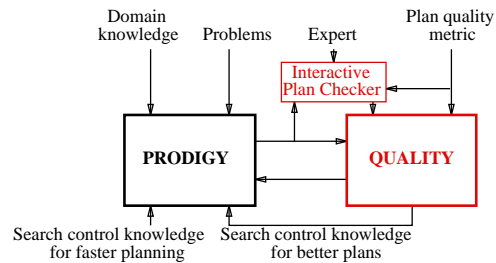 Domain
knowledge
Problems
Expert
Plan quality
metric
Interactive
Plan Checker
PRODIGY
QUALITY
Search control knowledge
for faster planning
Search control knowledge
for better plans